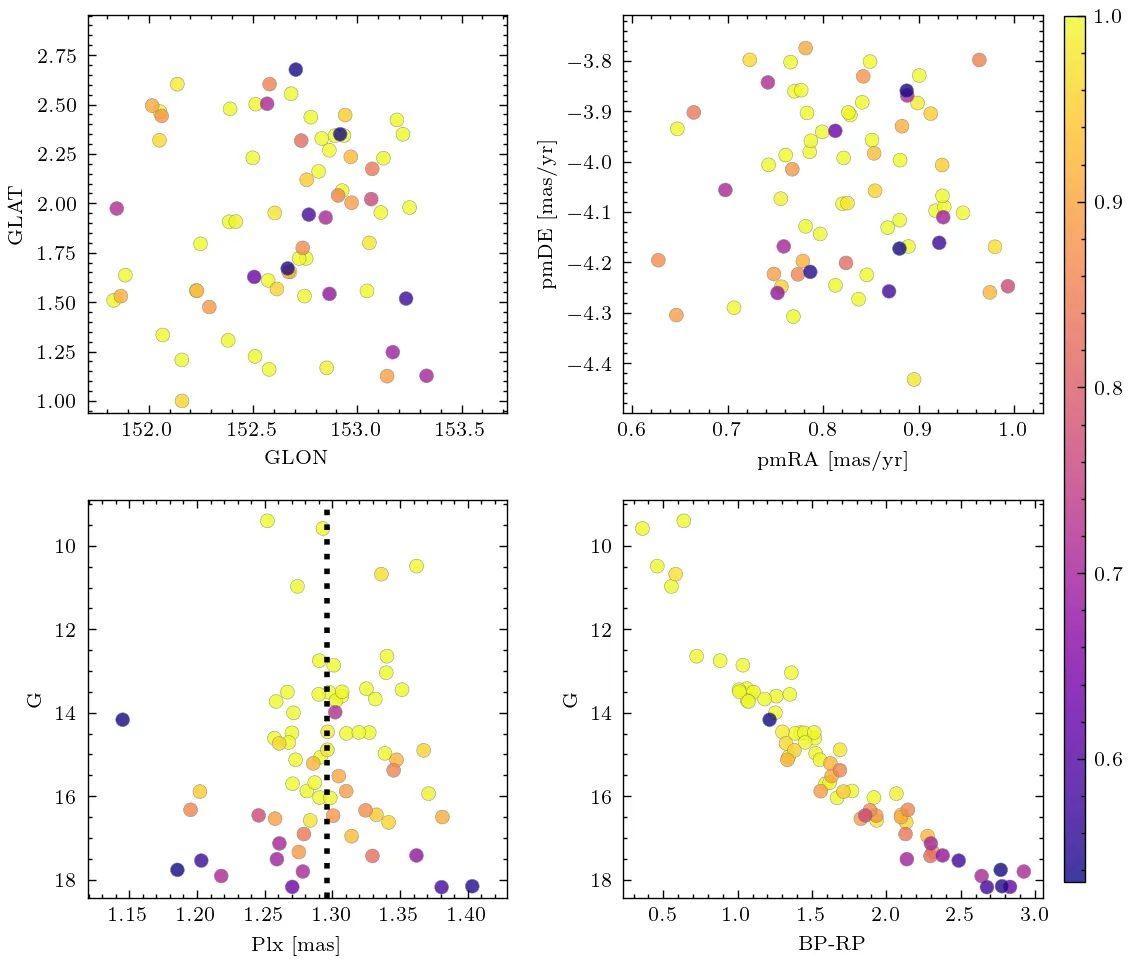 2.75
2.50
2.25
2.00
1.75
1.50
1.25
1.00
GLAT
152.0 152.5 153.0 153.5
GLON
−3.8
−3.9
−4.0
−4.1
−4.2
−4.3
−4.4
pmDE [mas/yr]
0.6 0.7 0.8 0.9 1.0
pmRA [mas/yr]
10
12
14
16
18
G
1.15 1.20 1.25 1.30 1.35 1.40
Plx [mas]
10
12
14
16
18
G
0.5 1.0 1.5 2.0 2.5 3.0
BP-RP
1.0
0.9
0.8
0.7
0.6